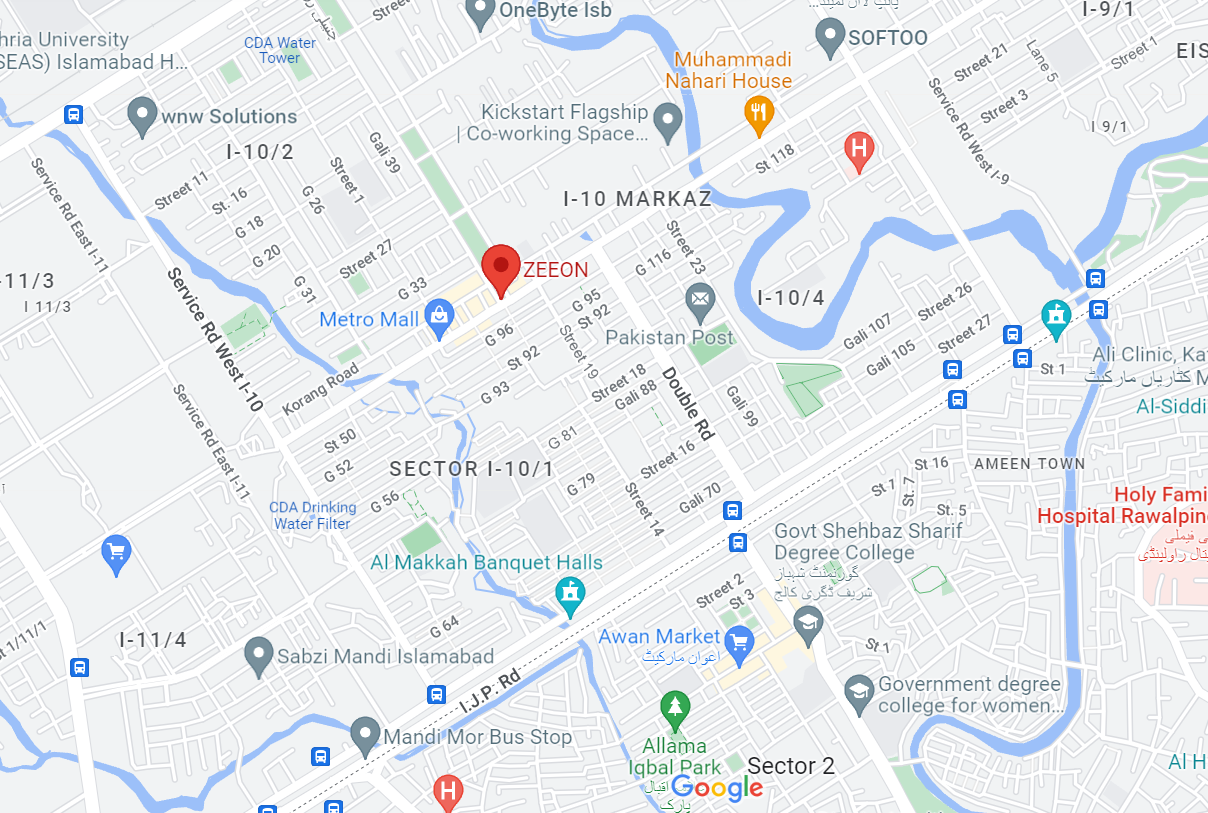 OneByte Isb
I-9/1
hria University
SEAS) Islamabad H...
CDA Water
Tower
SOFTOO
Street 21
Lane 5
Street 1
EIS
Muhammadi
Nahari House
Street 3
Service Rd West I-9
I 9/1
wnw Solutions
Kickstart Flagship
| Co-working Space...
I-10/2
Gali 39
St 118
Service Rd East I-11
Street 11
St. 16
Street 1
G 26
G 18
G 20
I-10 MARKAZ
Street 27
Street 23
G 116
ZEEON
-11/3
I 11/3
G 31
G 33
Metro Mall
G 95
St 92
G 96
I-10/4
Street 26
Street 27
Gali 107
Gali 105
Pakistan Post
Service Rd West I-10
St 92
Street 19
Street 18
Gali 88
G 93
Korang Road
Double Rd
Gali 99
St 1
Ali Clinic, Ka
کٹاریاں مارکیٹ
Al-Siddi
Service Rd East I-11
St 50
G 52
G 81
SECTOR I-10/1
G 79
Street 16
Gali 70
Street 14
G 56
St 16
AMEEN TOWN
St 1
St. 7
St. 5
CDA Drinking
Water Filter
Holy Fami
Hospital Rawalpin
Govt Shehbaz Sharif
Degree College
گورنمنٹ شہباز
شریف ڈگری کالج
Al Makkah Banquet Halls
Street 2
St 3
G 64
I-11/4
st 1/11/1
Sabzi Mandi Islamabad
Awan Market
اعوان مارکیٹ
St 1
I.J.P. Rd
Government degree
college for women...
Mandi Mor Bus Stop
Allama
Iqbal Park
اقبال
پارک
Sector 2
Google
Al H